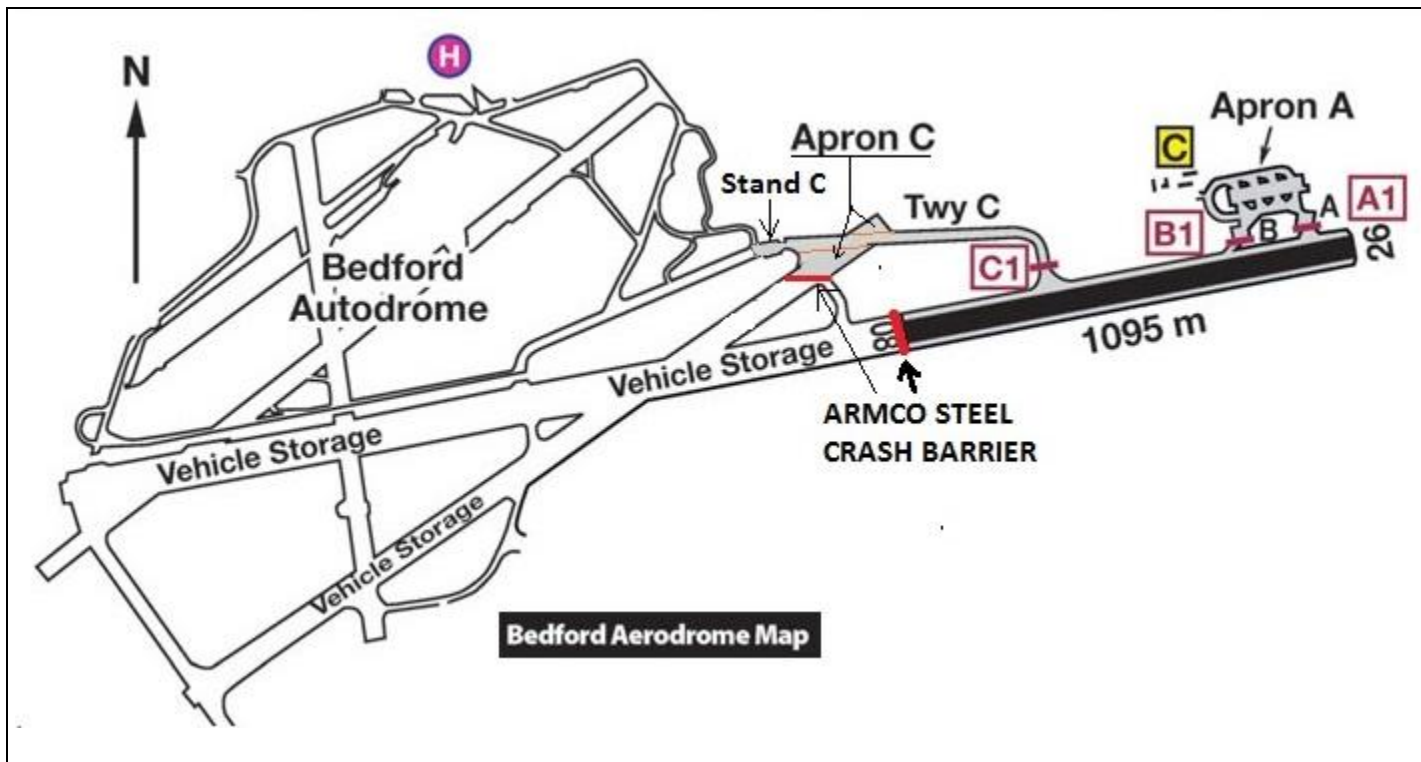 H
N
Apron A
C
Apron C
Stand C
Twy C
A
A1
B1
B
26
C1
Bedford
Autodrome
08
1095 m
Vehicle Storage
ARMCO STEEL
CRASH BARRIER
Vehicle Storage
Vehicle Storage
Bedford Aerodrome Map